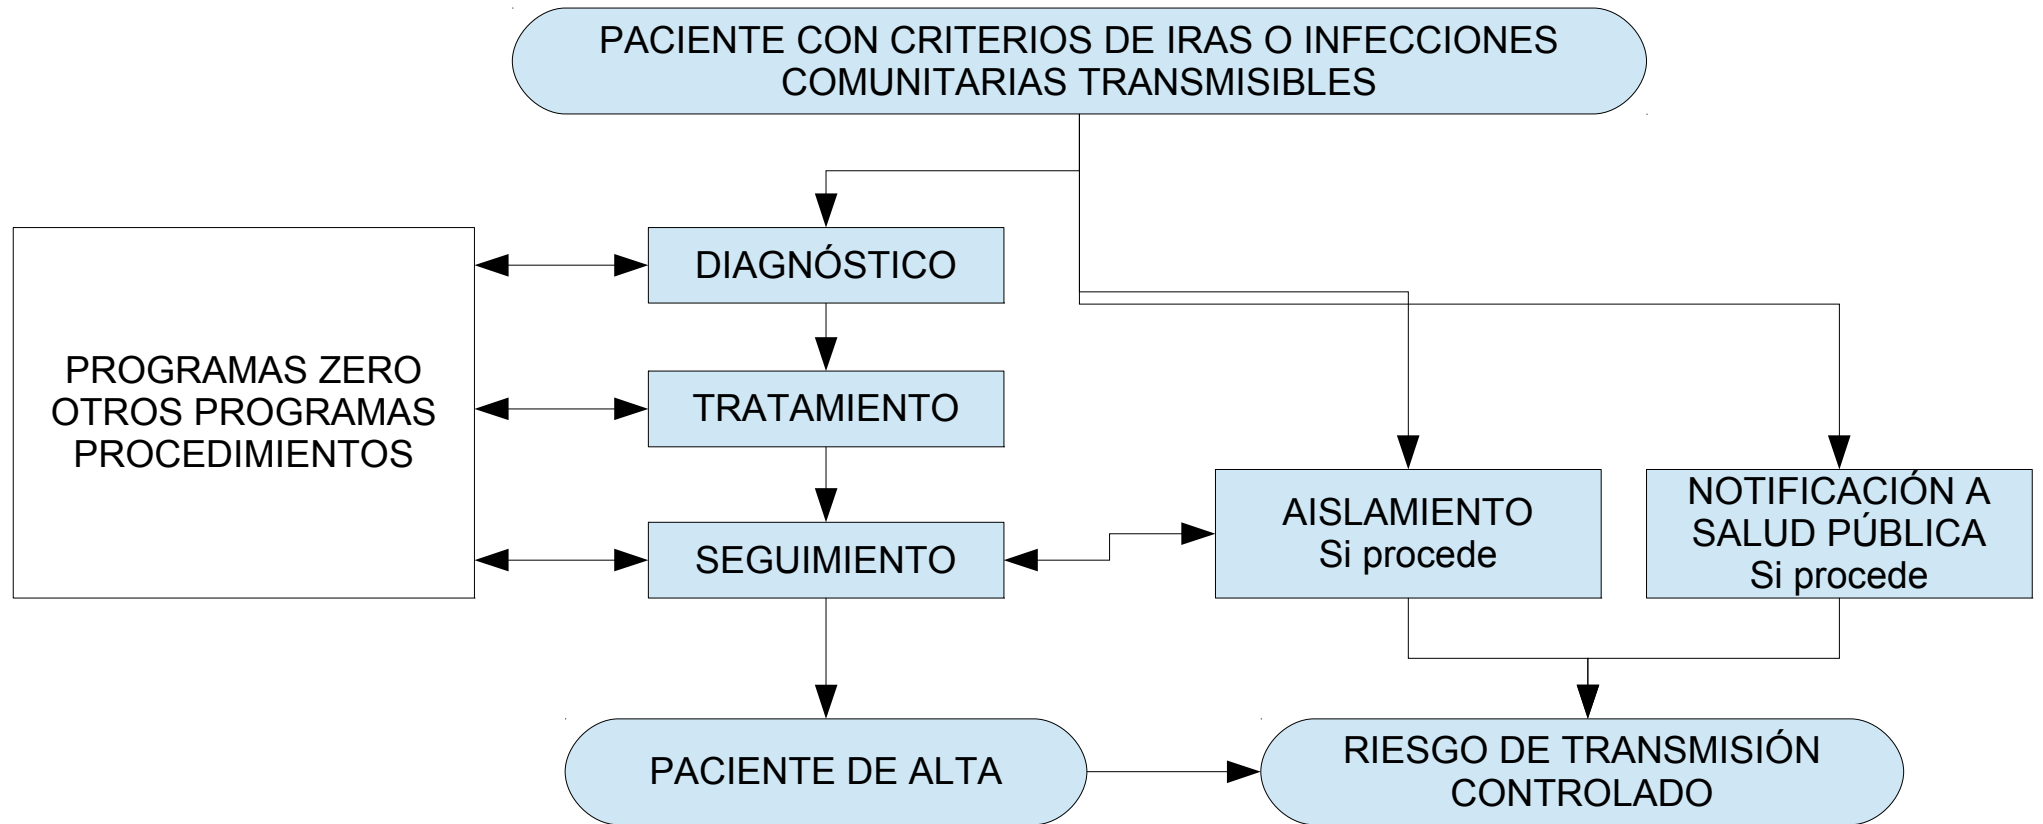 PACIENTE CON CRITERIOS DE IRAS O INFECCIONES
COMUNITARIAS TRANSMISIBLES
DIAGNÓSTICO
PROGRAMAS ZERO
OTROS PROGRAMAS
PROCEDIMIENTOS
TRATAMIENTO
SEGUIMIENTO
AISLAMIENTO
Si procede
NOTIFICACIÓN A
SALUD PÚBLICA
Si procede
PACIENTE DE ALTA
RIESGO DE TRANSMISIÓN
CONTROLADO